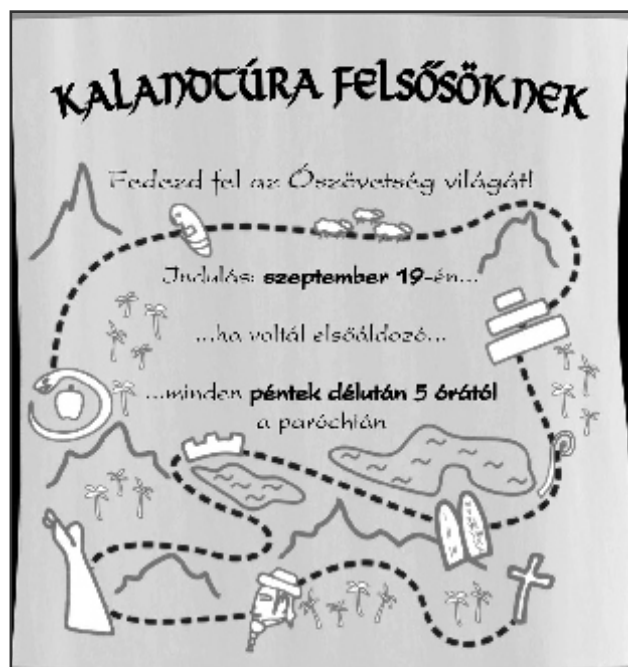 KALANDTÚRA FELSŐSÖKNEK
Fedezd fel az Ószövetség világát!
Indulás: szeptember 19-én...
...ha voltál elsőáldozó...
...minden péntek délután 5 órától
a paróchián